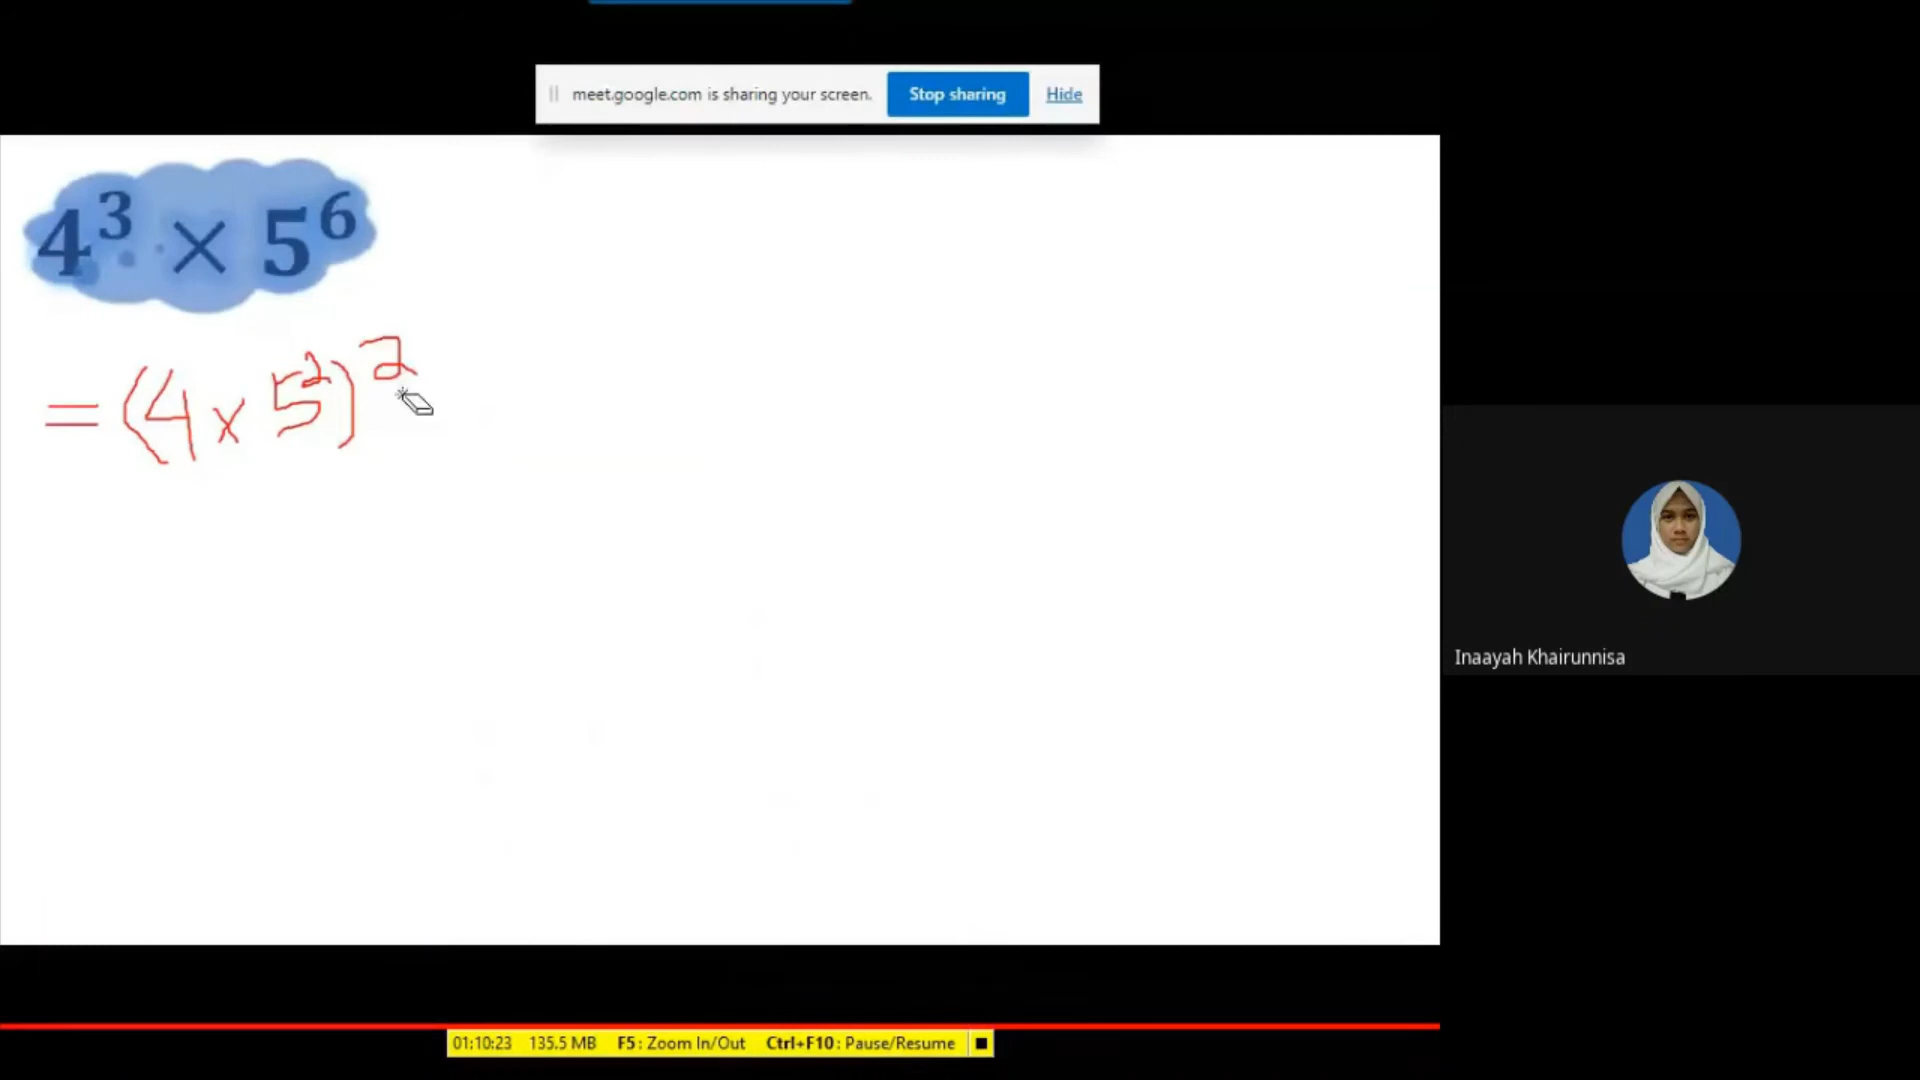 meet.google.com is sharing your screen. Stop sharing Hide
4³ × 5⁶
= (4 x 5²)²
Inaayah Khairunnisa
01:10:23 135.5 MB F5: Zoom In/Out Ctrl+F10: Pause/Resume